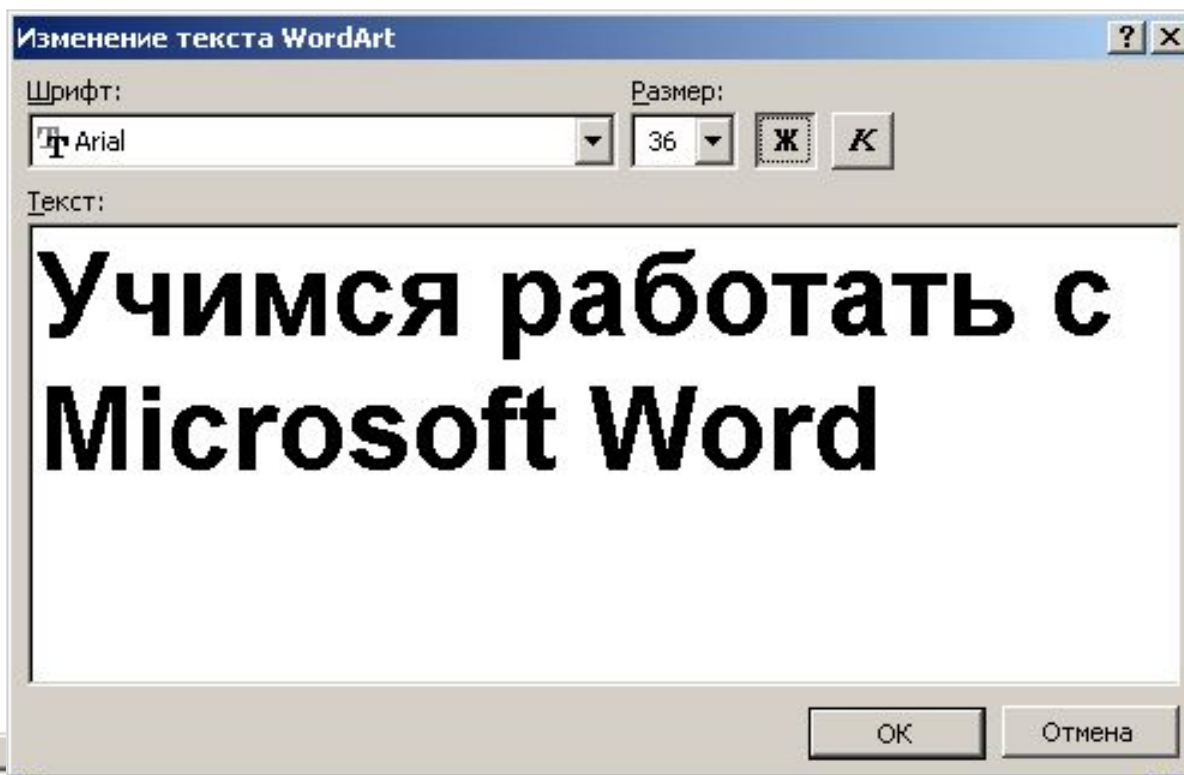 Изменение текста WordArt
Шрифт: Размер:
Arial 36 Ж К
Текст:
Учимся работать с
Microsoft Word
ОК Отмена